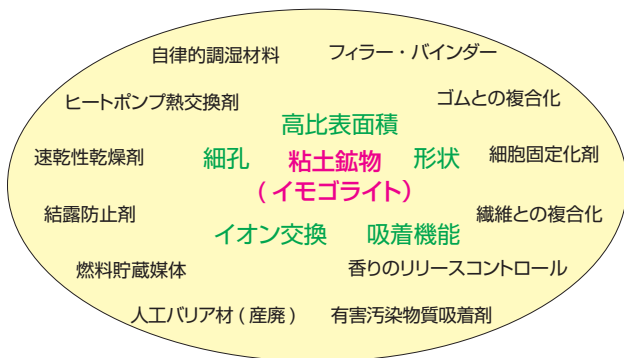 自律的調湿材料 フィラー・バインダー
ヒートポンプ熱交換剤 ゴムとの複合化
高比表面積
速乾性乾燥剤 細孔 粘土鉱物 形状 細胞固定化剤
(イモゴライト)
結露防止剤 繊維との複合化
イオン交換 吸着機能
燃料貯蔵媒体 香りのリリースコントロール
人工バリア材(産廃) 有害汚染物質吸着剤